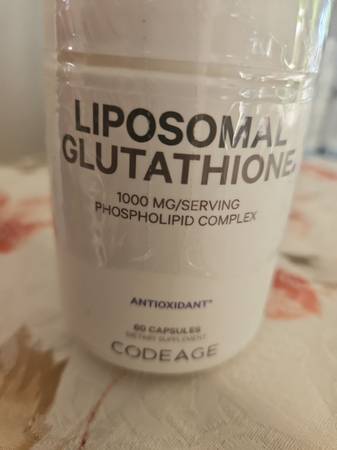 LIPOSOMAL
GLUTATHIONE
1000 MG/SERVING
PHOSPHOLIPID COMPLEX
ANTIOXIDANT*
60 CAPSULES
DIETARY SUPPLEMENT
CODEAGE